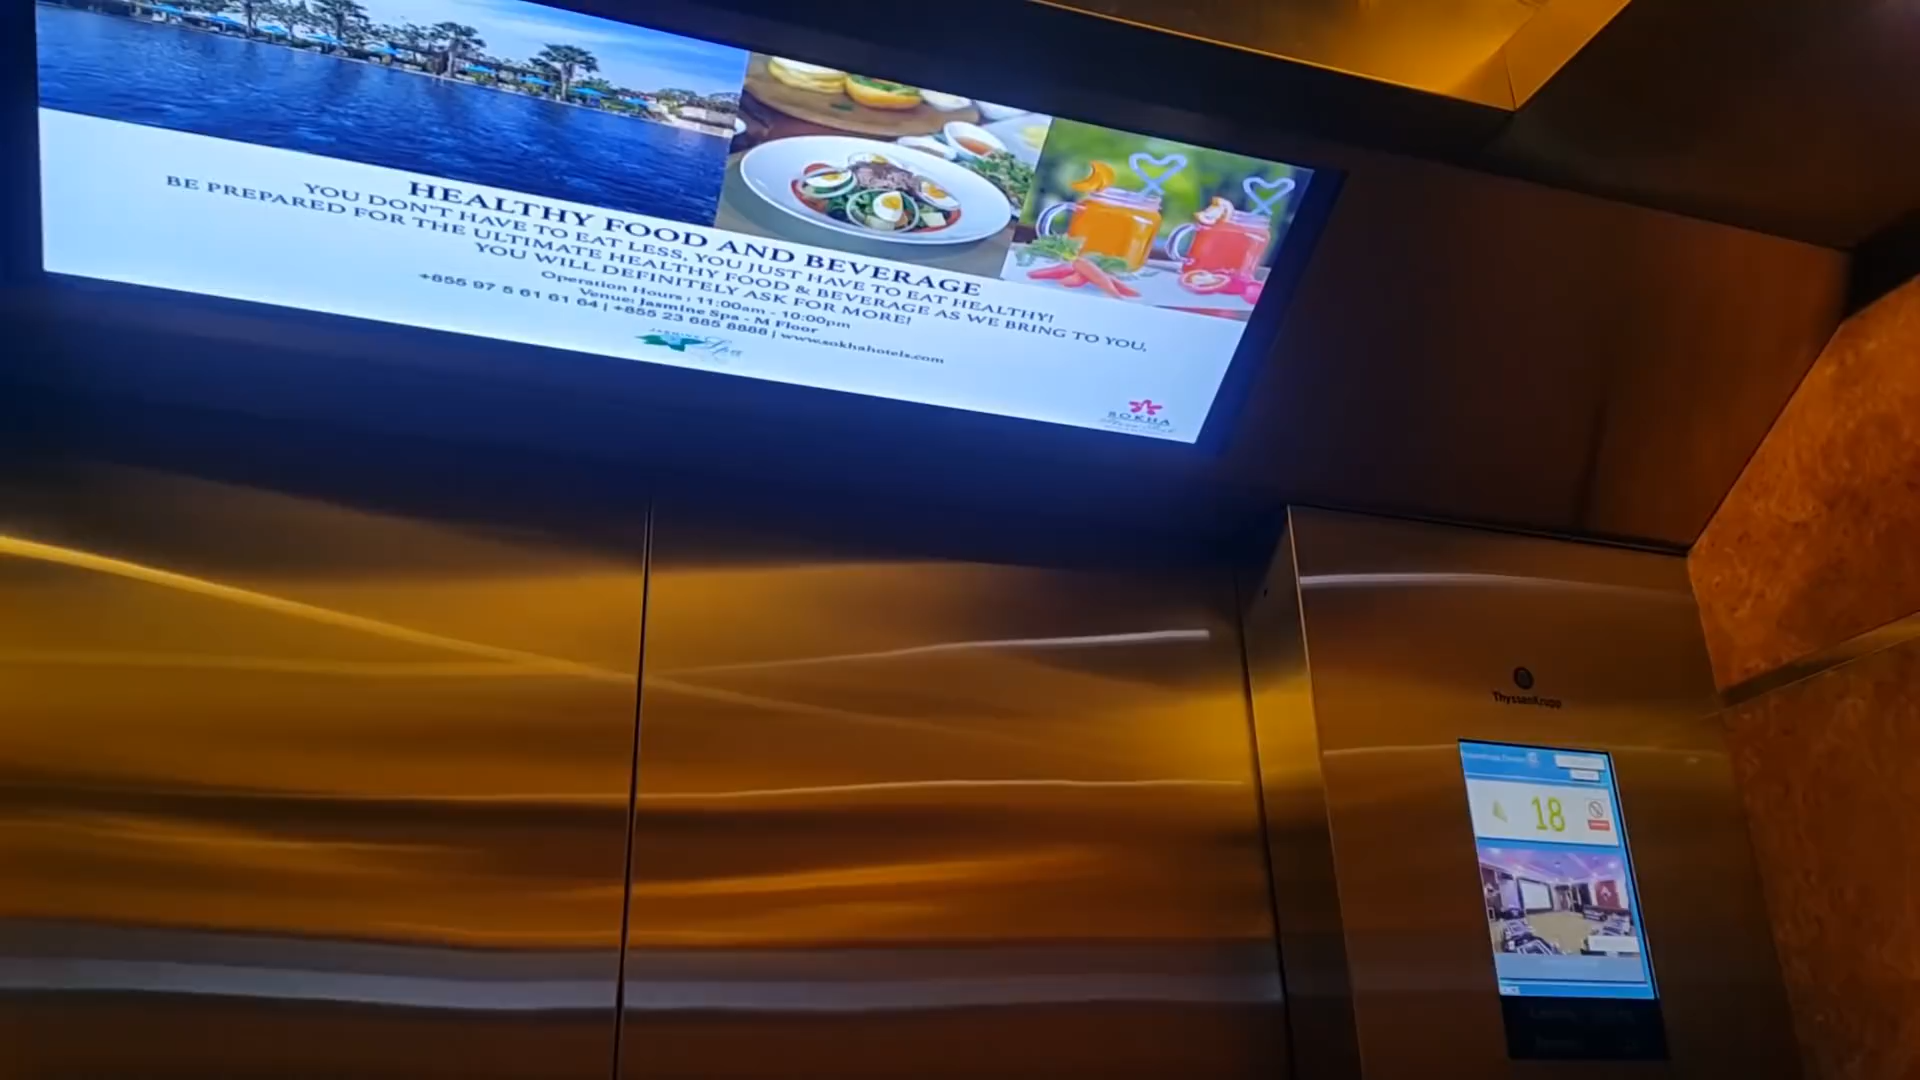 HEALTHY FOOD AND BEVERAGE
YOU DON'T HAVE TO EAT LESS, YOU JUST HAVE TO EAT HEALTHY!
BE PREPARED FOR THE ULTIMATE HEALTHY FOOD & BEVERAGE AS WE BRING TO YOU,
YOU WILL DEFINITELY ASK FOR MORE!
Operation Hours : 11:00am - 10:00pm
Venue: Jasmine Spa - M Floor
+855 97 5 61 61 64 | +855 23 685 8888 | www.sokhahotels.com
JASMINE
Spa
SOKHA
ThyssenKrupp
18